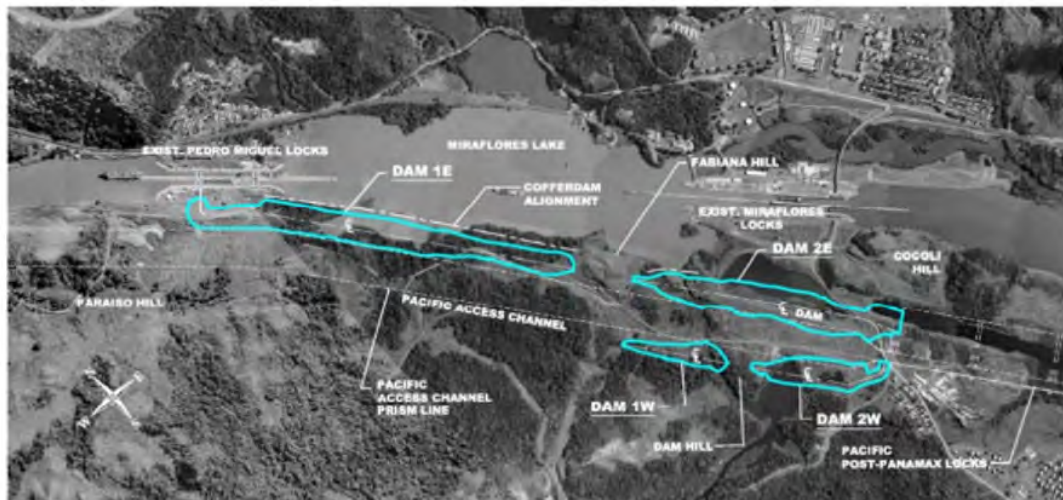 EXIST. PEDRO MIGUEL LOCKS
MIRAFLORES LAKE
DAM 1E
FABIANA HILL
COFFERDAM
ALIGNMENT
EXIST. MIRAFLORES
LOCKS
DAM 2E
COCOLI
HILL
PARAISO HILL
PACIFIC ACCESS CHANNEL
DAM
PACIFIC
ACCESS CHANNEL
PRISM LINE
DAM 1W
DAM 2W
DAM HILL
PACIFIC
POST-PANAMAX LOCKS
N
E
S
W